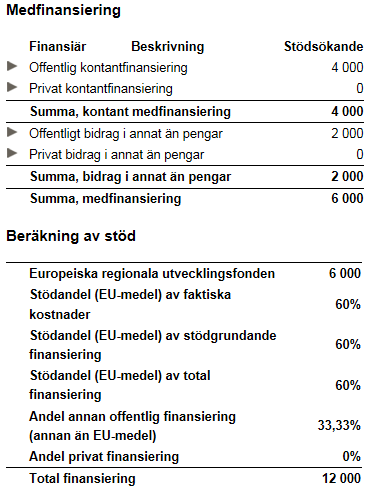 Medfinansiering
Finansiär Beskrivning Stödsökande
Offentlig kontantfinansiering 4 000
Privat kontantfinansiering 0
Summa, kontant medfinansiering 4 000
Offentligt bidrag i annat än pengar 2 000
Privat bidrag i annat än pengar 0
Summa, bidrag i annat än pengar 2 000
Summa, medfinansiering 6 000
Beräkning av stöd
Europeiska regionala utvecklingsfonden 6 000
Stödandel (EU-medel) av faktiska
kostnader 60%
Stödandel (EU-medel) av stödgrundande
finansiering 60%
Stödandel (EU-medel) av total
finansiering 60%
Andel annan offentlig finansiering
(annan än EU-medel) 33,33%
Andel privat finansiering 0%
Total finansiering 12 000